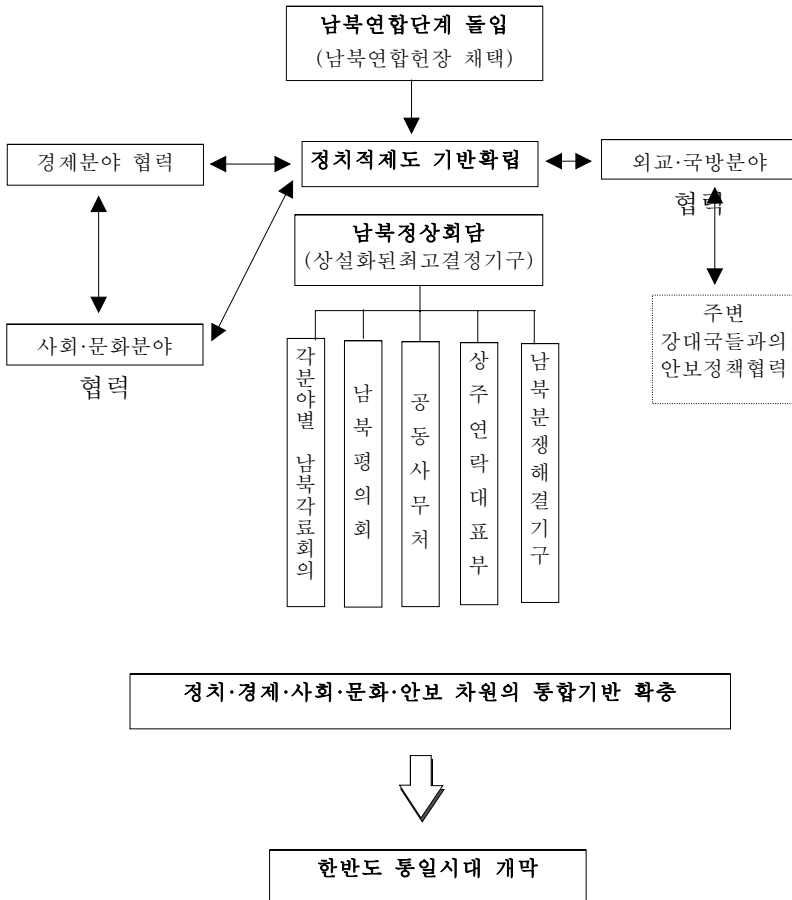 남북연합단계 돌입
(남북연합헌장 채택)
경제분야 협력
정치적제도 기반확립
외교·국방분야
협력
남북정상회담
(상설화된최고결정기구)
사회·문화분야
협력
주변
강대국들과의
안보정책협력
각분야별 남북각료회의
남북평의회
공동사무처
상주연락대표부
남북분쟁해결기구
정치·경제·사회·문화·안보 차원의 통합기반 확충
한반도 통일시대 개막